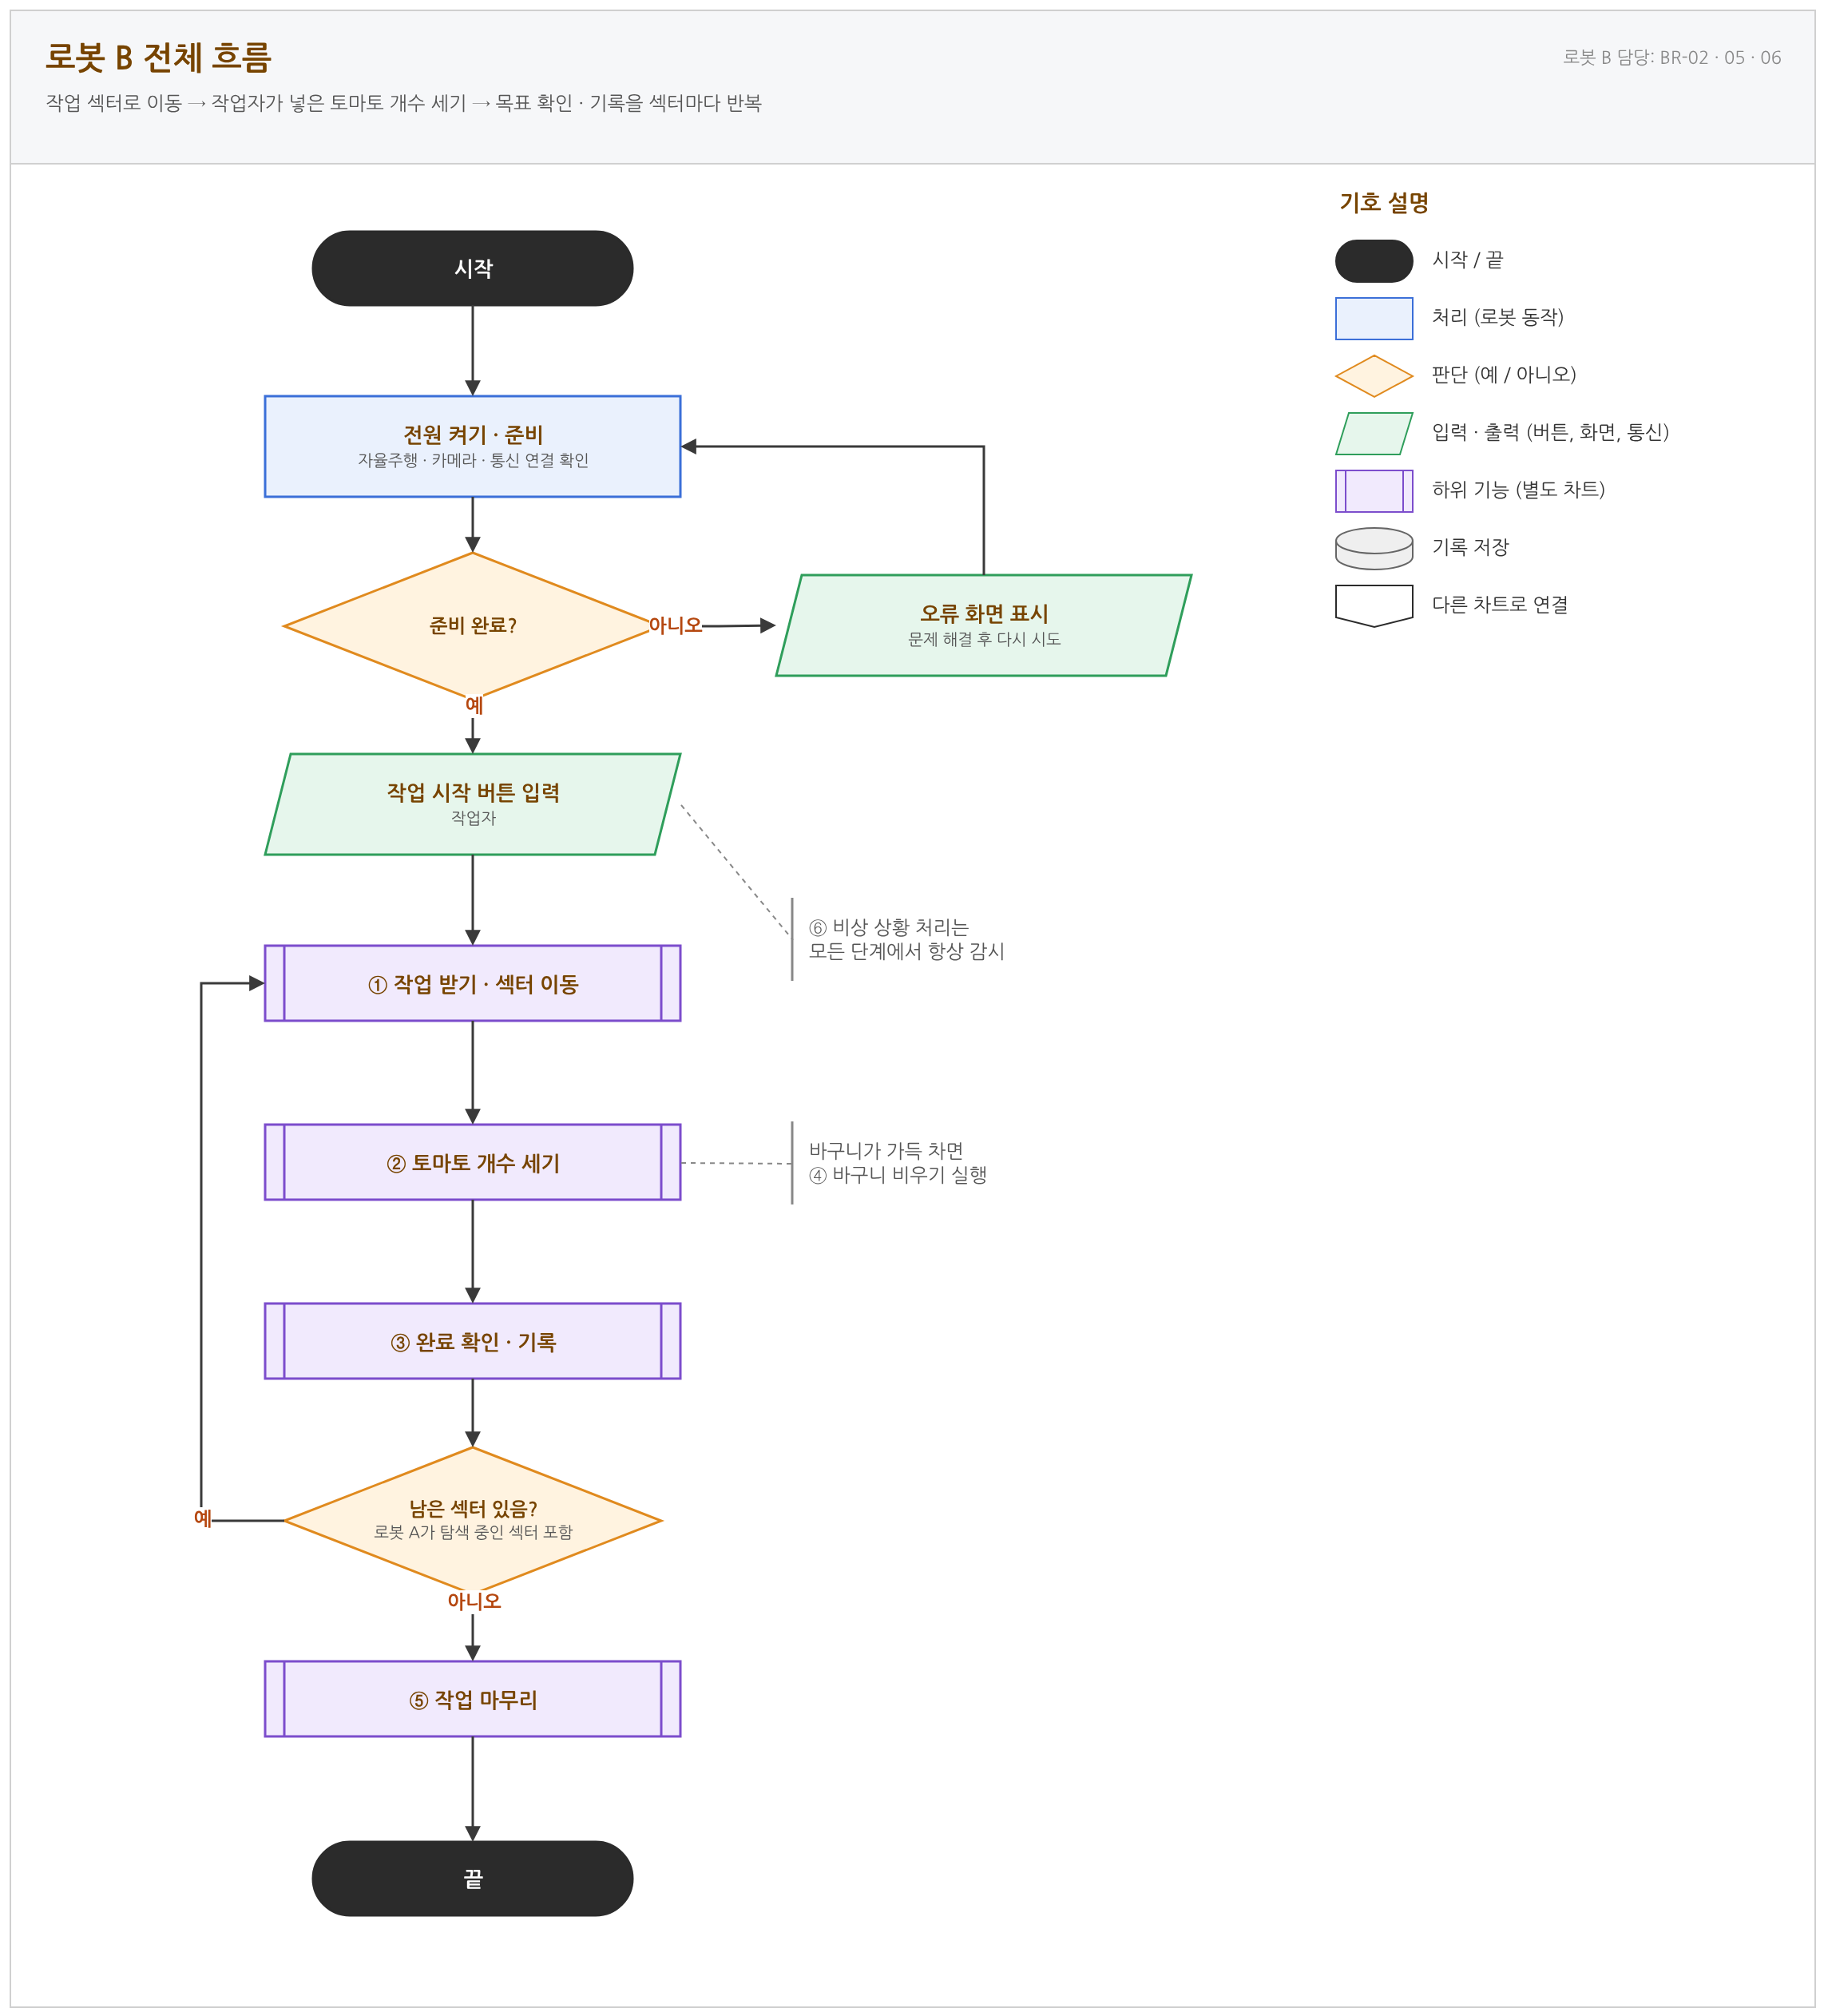 로봇 B 전체 흐름
로봇 B 담당: BR-02 · 05 · 06
작업 섹터로 이동 → 작업자가 넣은 토마토 개수 세기 → 목표 확인 · 기록을 섹터마다 반복
기호 설명
시작 / 끝
처리 (로봇 동작)
판단 (예 / 아니오)
입력 · 출력 (버튼, 화면, 통신)
하위 기능 (별도 차트)
기록 저장
다른 차트로 연결
시작
전원 켜기 · 준비
자율주행 · 카메라 · 통신 연결 확인
준비 완료?
아니오
오류 화면 표시
문제 해결 후 다시 시도
예
작업 시작 버튼 입력
작업자
⑥ 비상 상황 처리는
모든 단계에서 항상 감시
① 작업 받기 · 섹터 이동
② 토마토 개수 세기
바구니가 가득 차면
④ 바구니 비우기 실행
③ 완료 확인 · 기록
남은 섹터 있음?
로봇 A가 탐색 중인 섹터 포함
예
아니오
⑤ 작업 마무리
끝